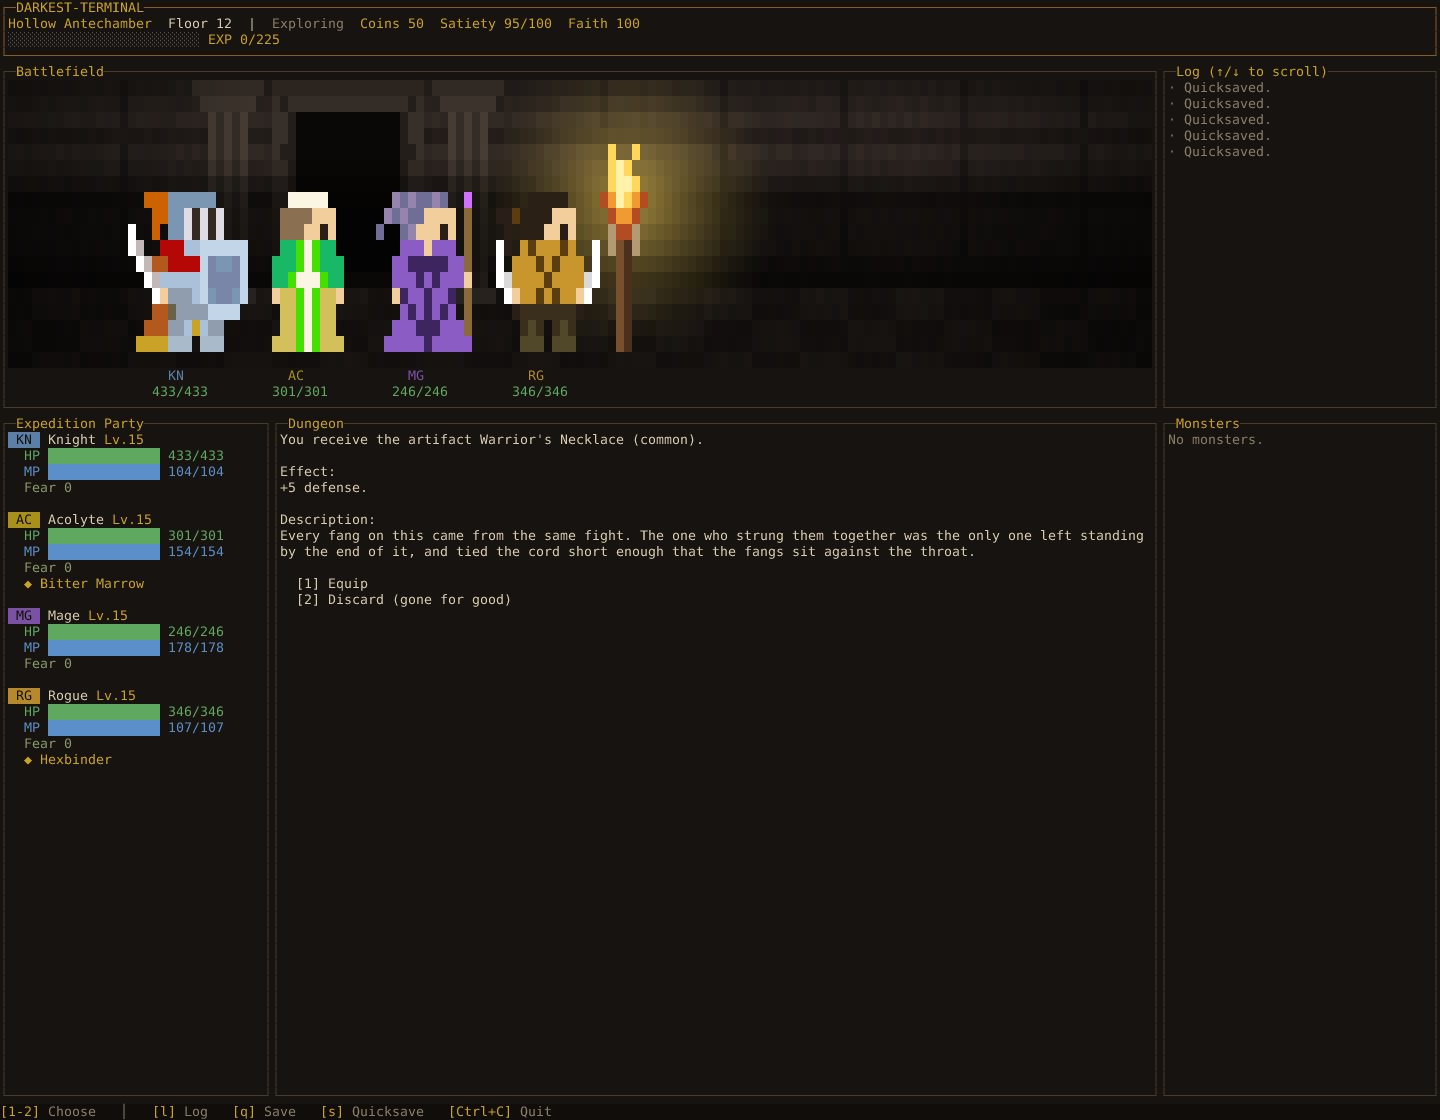 DARKEST-TERMINAL
Hollow Antechamber  Floor 12  |  Exploring  Coins 50  Satiety 95/100  Faith 100
EXP 0/225
Battlefield
KN AC MG RG
433/433 301/301 246/246 346/346
Log (↑/↓ to scroll)
· Quicksaved.
· Quicksaved.
· Quicksaved.
· Quicksaved.
· Quicksaved.
Expedition Party
KN Knight Lv.15
HP 433/433
MP 104/104
Fear 0
AC Acolyte Lv.15
HP 301/301
MP 154/154
Fear 0
◆ Bitter Marrow
MG Mage Lv.15
HP 246/246
MP 178/178
Fear 0
RG Rogue Lv.15
HP 346/346
MP 107/107
Fear 0
◆ Hexbinder
Dungeon
You receive the artifact Warrior's Necklace (common).
Effect:
+5 defense.
Description:
Every fang on this came from the same fight. The one who strung them together was the only one left standing
by the end of it, and tied the cord short enough that the fangs sit against the throat.
[1] Equip
[2] Discard (gone for good)
Monsters
No monsters.
[1-2] Choose  │  [l] Log  [q] Save  [s] Quicksave  [Ctrl+C] Quit